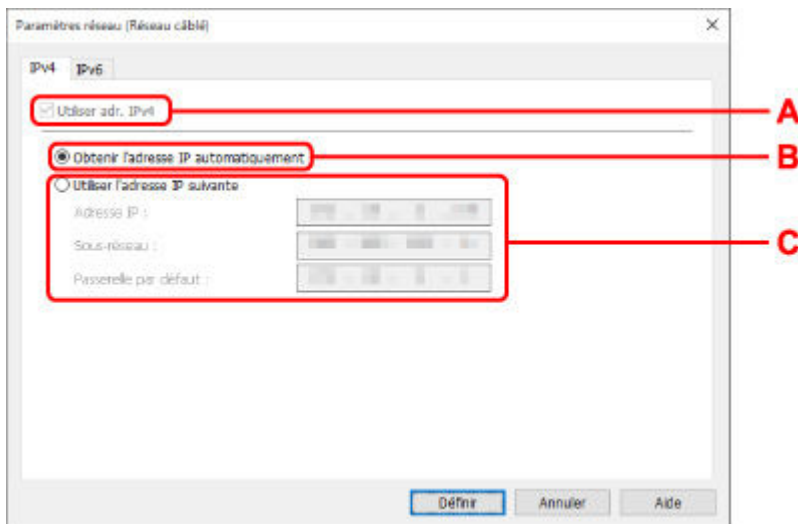 Paramètres réseau (Réseau câblé)
IPv4 IPv6
Utiliser adr. IPv4
A
Obtenir l'adresse IP automatiquement
B
Utiliser l'adresse IP suivante
Adresse IP :
Sous-réseau :
C
Passerelle par défaut :
Définir Annuler Aide